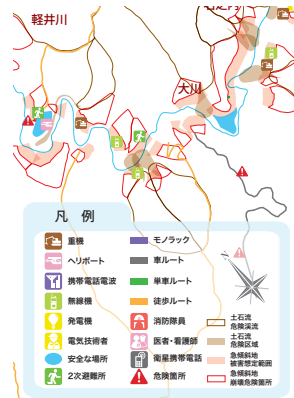 軽井川
大川
凡 例
重機
ヘリポート
携帯電話電波
無線機
発電機
電気技術者
安全な場所
2次避難所
モノラック
車ルート
単車ルート
徒歩ルート
消防隊員
医者・看護師
衛星携帯電話
危険箇所
土石流
危険渓流
土石流
危険区域
急傾斜地
被害想定範囲
急傾斜地
崩壊危険箇所